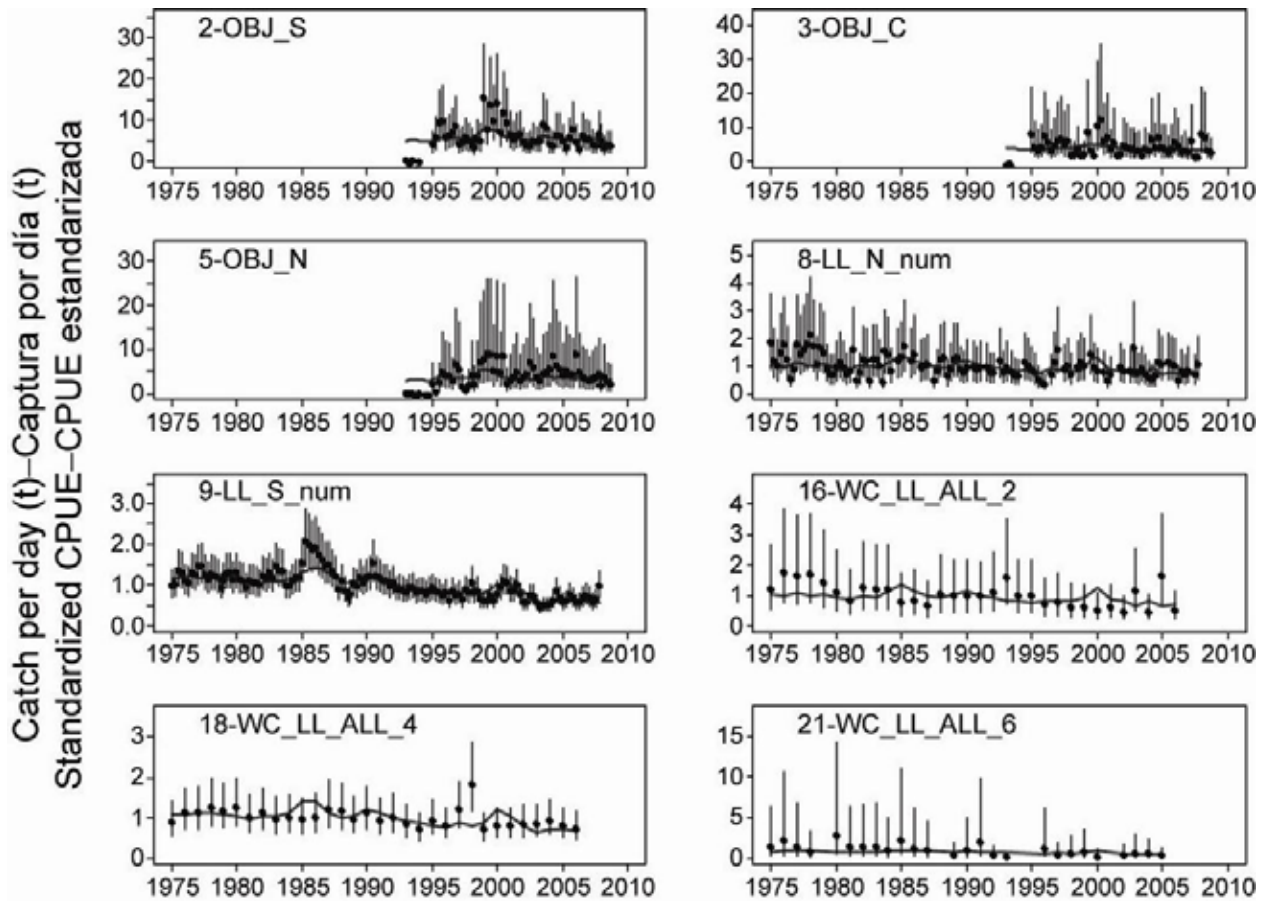 Catch per day (t)–Captura por día (t)
Standardized CPUE–CPUE estandarizada
2-OBJ_S
30
20
10
0
1975 1980 1985 1990 1995 2000 2005 2010
3-OBJ_C
40
30
20
10
0
1975 1980 1985 1990 1995 2000 2005 2010
5-OBJ_N
30
20
10
0
1975 1980 1985 1990 1995 2000 2005 2010
8-LL_N_num
5
4
3
2
1
0
1975 1980 1985 1990 1995 2000 2005 2010
9-LL_S_num
3.0
2.0
1.0
0.0
1975 1980 1985 1990 1995 2000 2005 2010
16-WC_LL_ALL_2
4
3
2
1
0
1975 1980 1985 1990 1995 2000 2005 2010
18-WC_LL_ALL_4
3
2
1
0
1975 1980 1985 1990 1995 2000 2005 2010
21-WC_LL_ALL_6
15
10
5
0
1975 1980 1985 1990 1995 2000 2005 2010